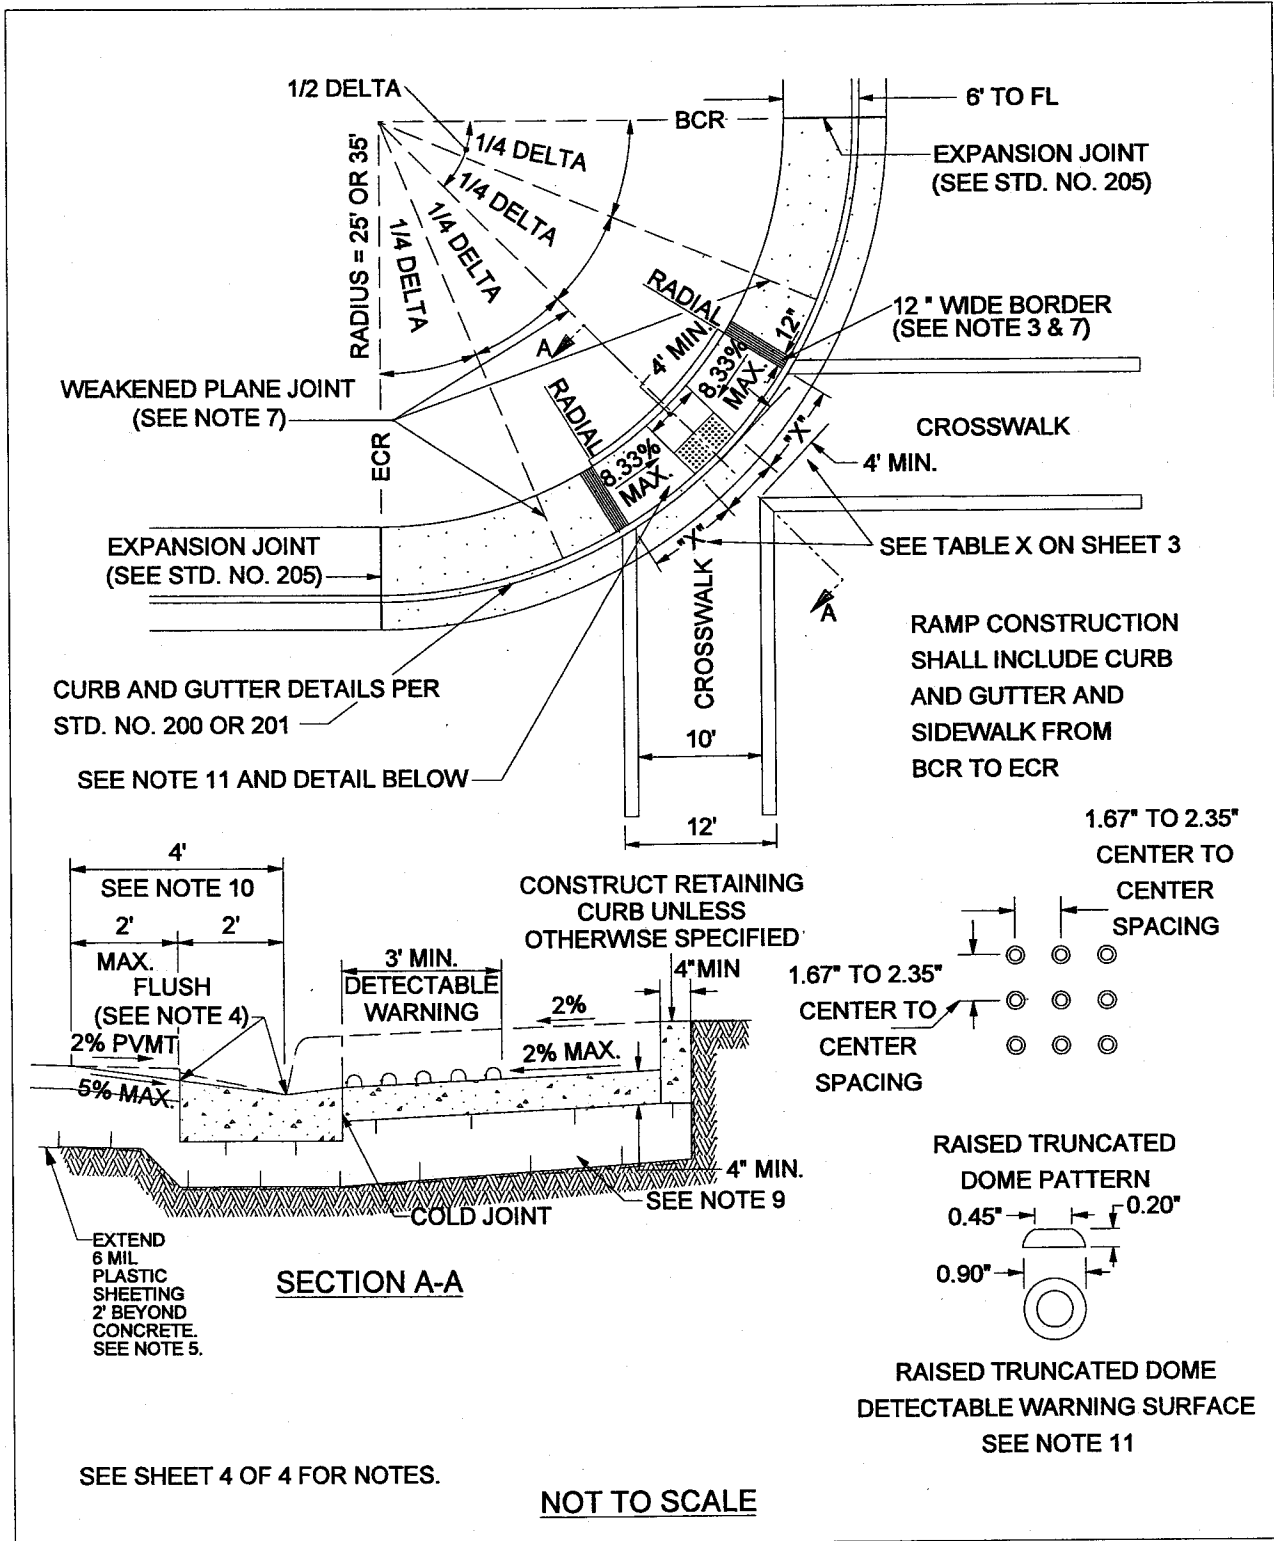 1/2 DELTA
BCR
6' TO FL
1/4 DELTA
1/4 DELTA
1/4 DELTA
1/4 DELTA
RADIUS = 25' OR 35'
EXPANSION JOINT
(SEE STD. NO. 205)
RADIAL
12"
12 " WIDE BORDER
(SEE NOTE 3 & 7)
A
4' MIN.
8.33%
MAX.
WEAKENED PLANE JOINT
(SEE NOTE 7)
RADIAL
ECR
8.33%
MAX.
"X"
CROSSWALK
4' MIN.
EXPANSION JOINT
(SEE STD. NO. 205)
"X"
SEE TABLE X ON SHEET 3
CROSSWALK
A
RAMP CONSTRUCTION
SHALL INCLUDE CURB
AND GUTTER AND
SIDEWALK FROM
BCR TO ECR
CURB AND GUTTER DETAILS PER
STD. NO. 200 OR 201
10'
SEE NOTE 11 AND DETAIL BELOW
12'
4'
SEE NOTE 10
2'
MAX.
2'
FLUSH
(SEE NOTE 4)
2% PVMT
5% MAX.
3' MIN.
DETECTABLE
WARNING
CONSTRUCT RETAINING
CURB UNLESS
OTHERWISE SPECIFIED
4"MIN
2%
2% MAX.
4" MIN.
SEE NOTE 9
COLD JOINT
EXTEND
6 MIL
PLASTIC
SHEETING
2' BEYOND
CONCRETE.
SEE NOTE 5.
SECTION A-A
1.67" TO 2.35"
CENTER TO
CENTER
SPACING
1.67" TO 2.35"
CENTER TO
CENTER
SPACING
RAISED TRUNCATED
DOME PATTERN
0.45"
0.20"
0.90"
RAISED TRUNCATED DOME
DETECTABLE WARNING SURFACE
SEE NOTE 11
SEE SHEET 4 OF 4 FOR NOTES.
NOT TO SCALE